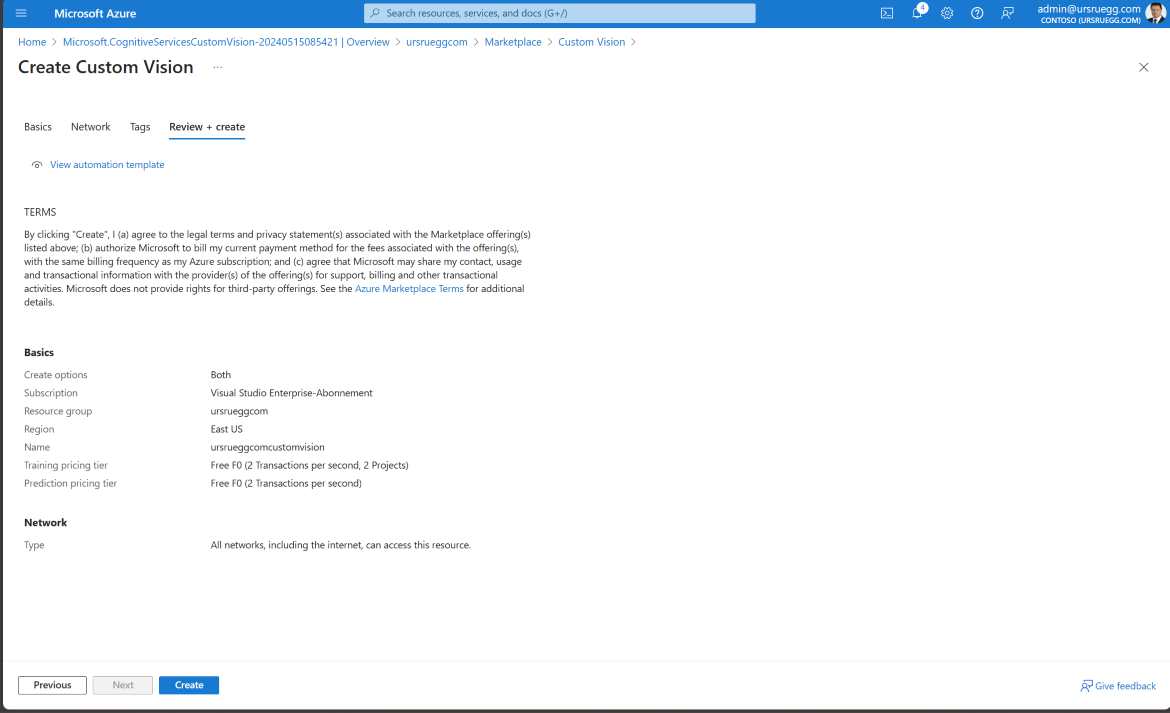 Microsoft Azure
Search resources, services, and docs (G+/)
4
admin@ursruegg.com
CONTOSO (URSRUEGG.COM)
Home > Microsoft.CognitiveServicesCustomVision-20240515085421 | Overview > ursrueggcom > Marketplace > Custom Vision >
Create Custom Vision ...
Basics Network Tags Review + create
View automation template
TERMS
By clicking "Create", I (a) agree to the legal terms and privacy statement(s) associated with the Marketplace offering(s)
listed above; (b) authorize Microsoft to bill my current payment method for the fees associated with the offering(s),
with the same billing frequency as my Azure subscription; and (c) agree that Microsoft may share my contact, usage
and transactional information with the provider(s) of the offering(s) for support, billing and other transactional
activities. Microsoft does not provide rights for third-party offerings. See the Azure Marketplace Terms for additional
details.
Basics
Create options Both
Subscription Visual Studio Enterprise-Abonnement
Resource group ursrueggcom
Region East US
Name ursrueggcomcustomvision
Training pricing tier Free F0 (2 Transactions per second, 2 Projects)
Prediction pricing tier Free F0 (2 Transactions per second)
Network
Type All networks, including the internet, can access this resource.
Previous Next Create Give feedback